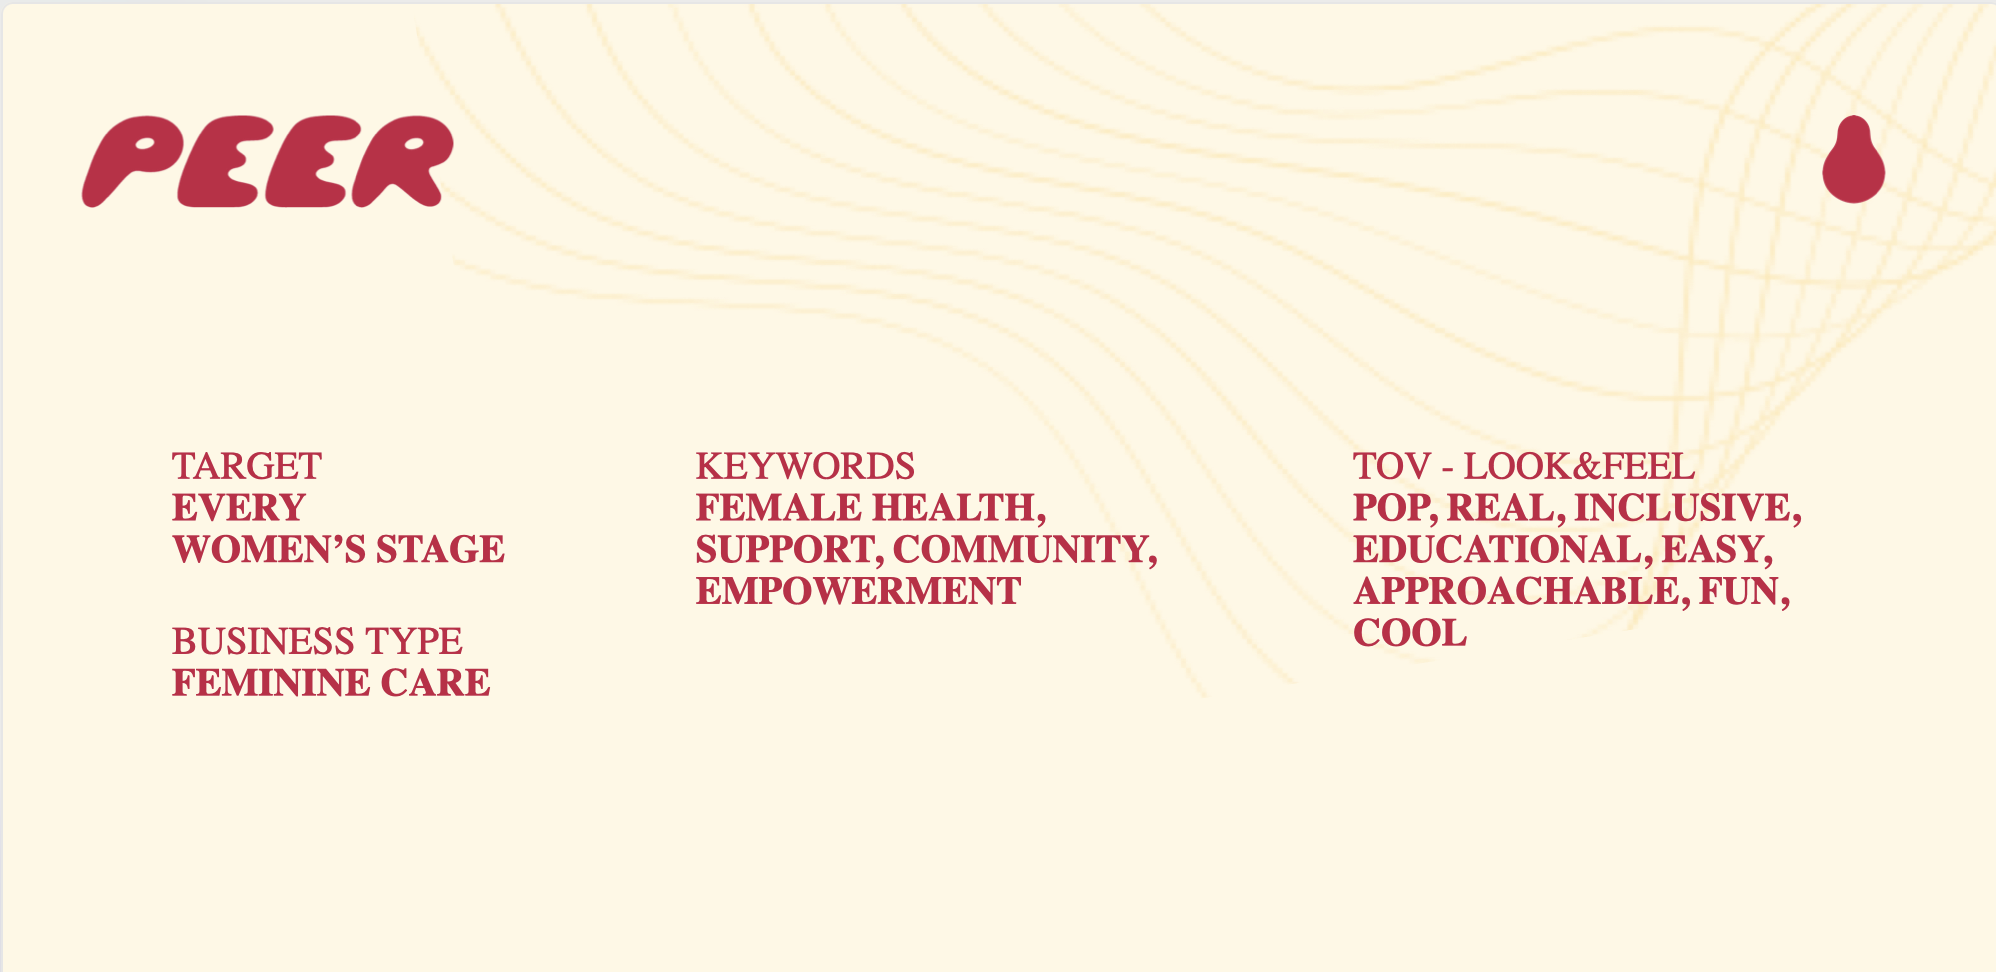 PEER
TARGET
EVERY
WOMEN’S STAGE
BUSINESS TYPE
FEMININE CARE
KEYWORDS
FEMALE HEALTH,
SUPPORT, COMMUNITY,
EMPOWERMENT
TOV - LOOK&FEEL
POP, REAL, INCLUSIVE,
EDUCATIONAL, EASY,
APPROACHABLE, FUN,
COOL